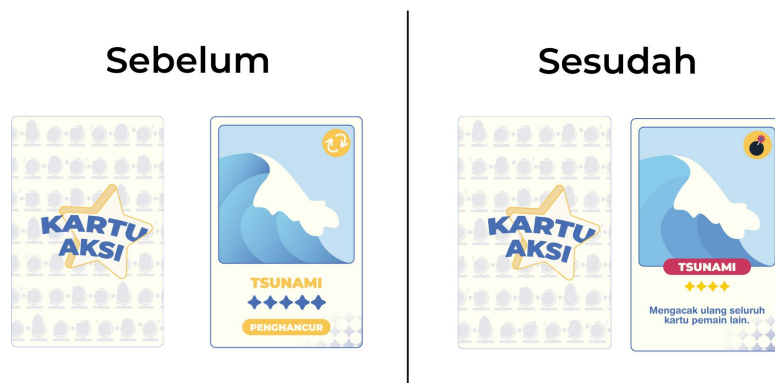 Sebelum
KARTU
AKSI
TSUNAMI
PENGHANCUR
Sesudah
KARTU
AKSI
TSUNAMI
Mengacak ulang seluruh
kartu pemain lain.